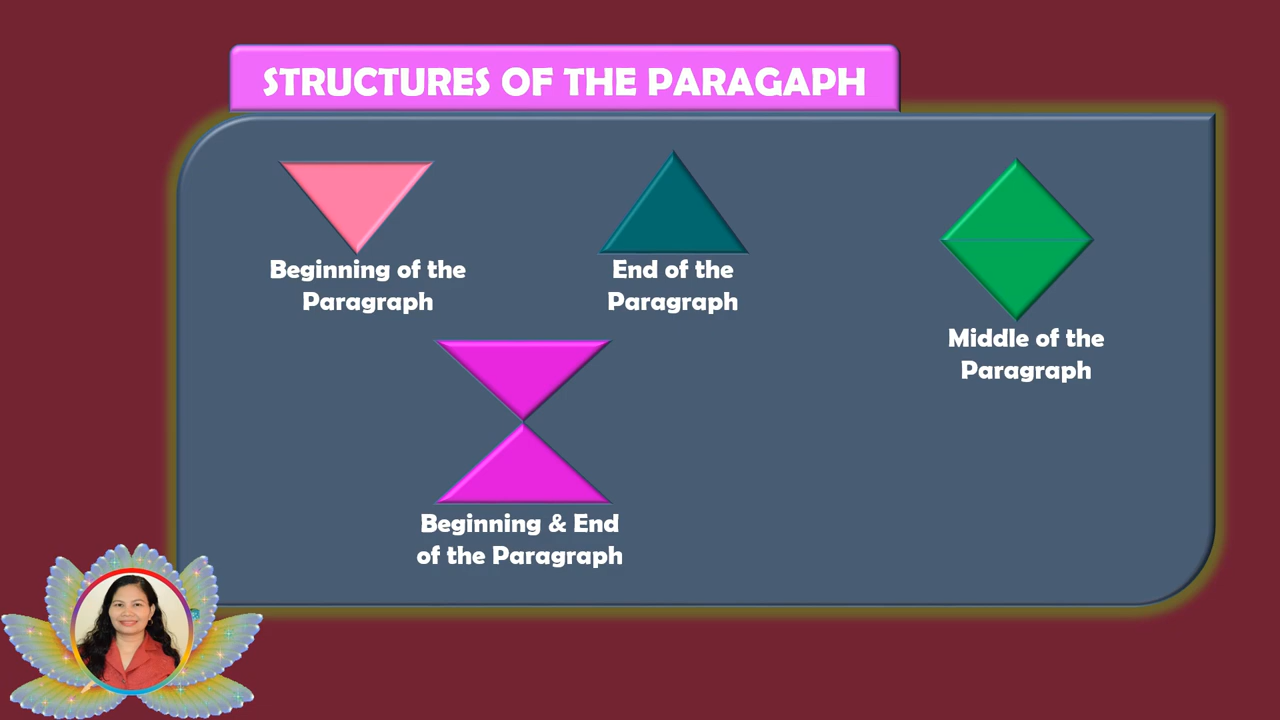 STRUCTURES OF THE PARAGAPH
Beginning of the
Paragraph
End of the
Paragraph
Middle of the
Paragraph
Beginning & End
of the Paragraph